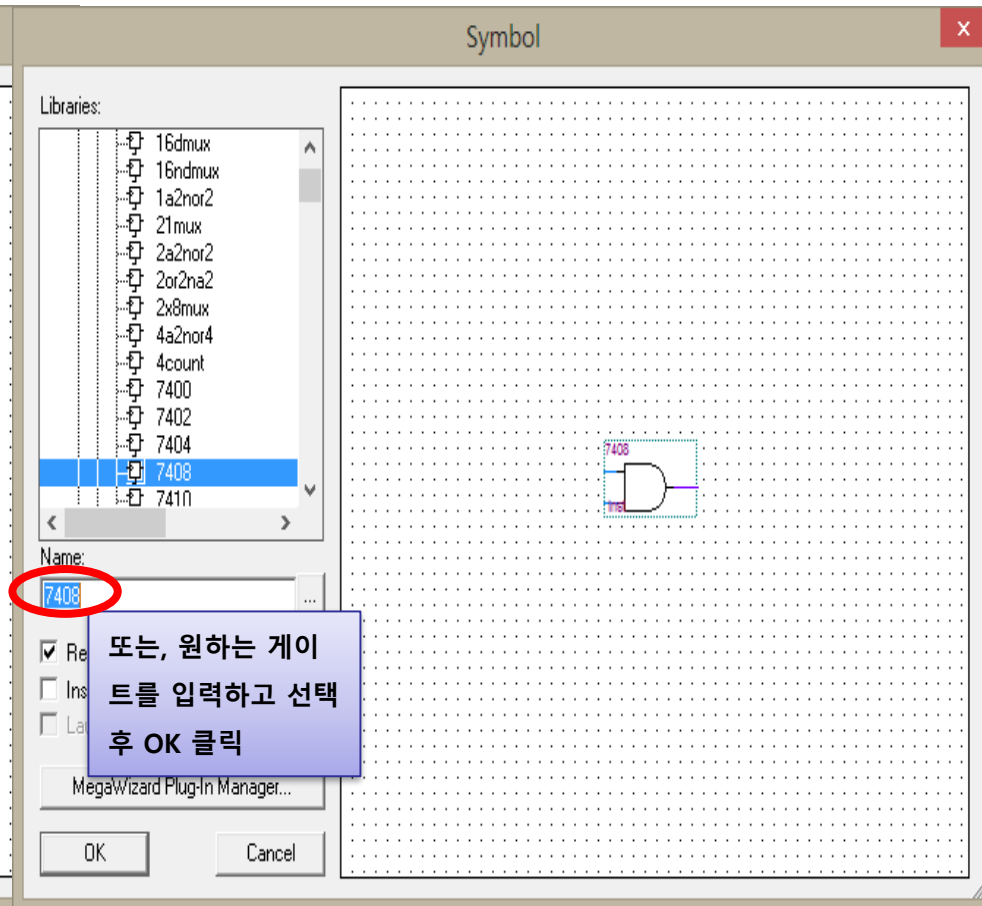 Symbol
x
Libraries:
16dmux
16ndmux
1a2nor2
21mux
2a2nor2
2or2na2
2x8mux
4a2nor4
4count
7400
7402
7404
7408
7410
7408
inst
Name:
7408
...
또는, 원하는 게이
트를 입력하고 선택
후 OK 클릭
MegaWizard Plug-In Manager...
OK
Cancel